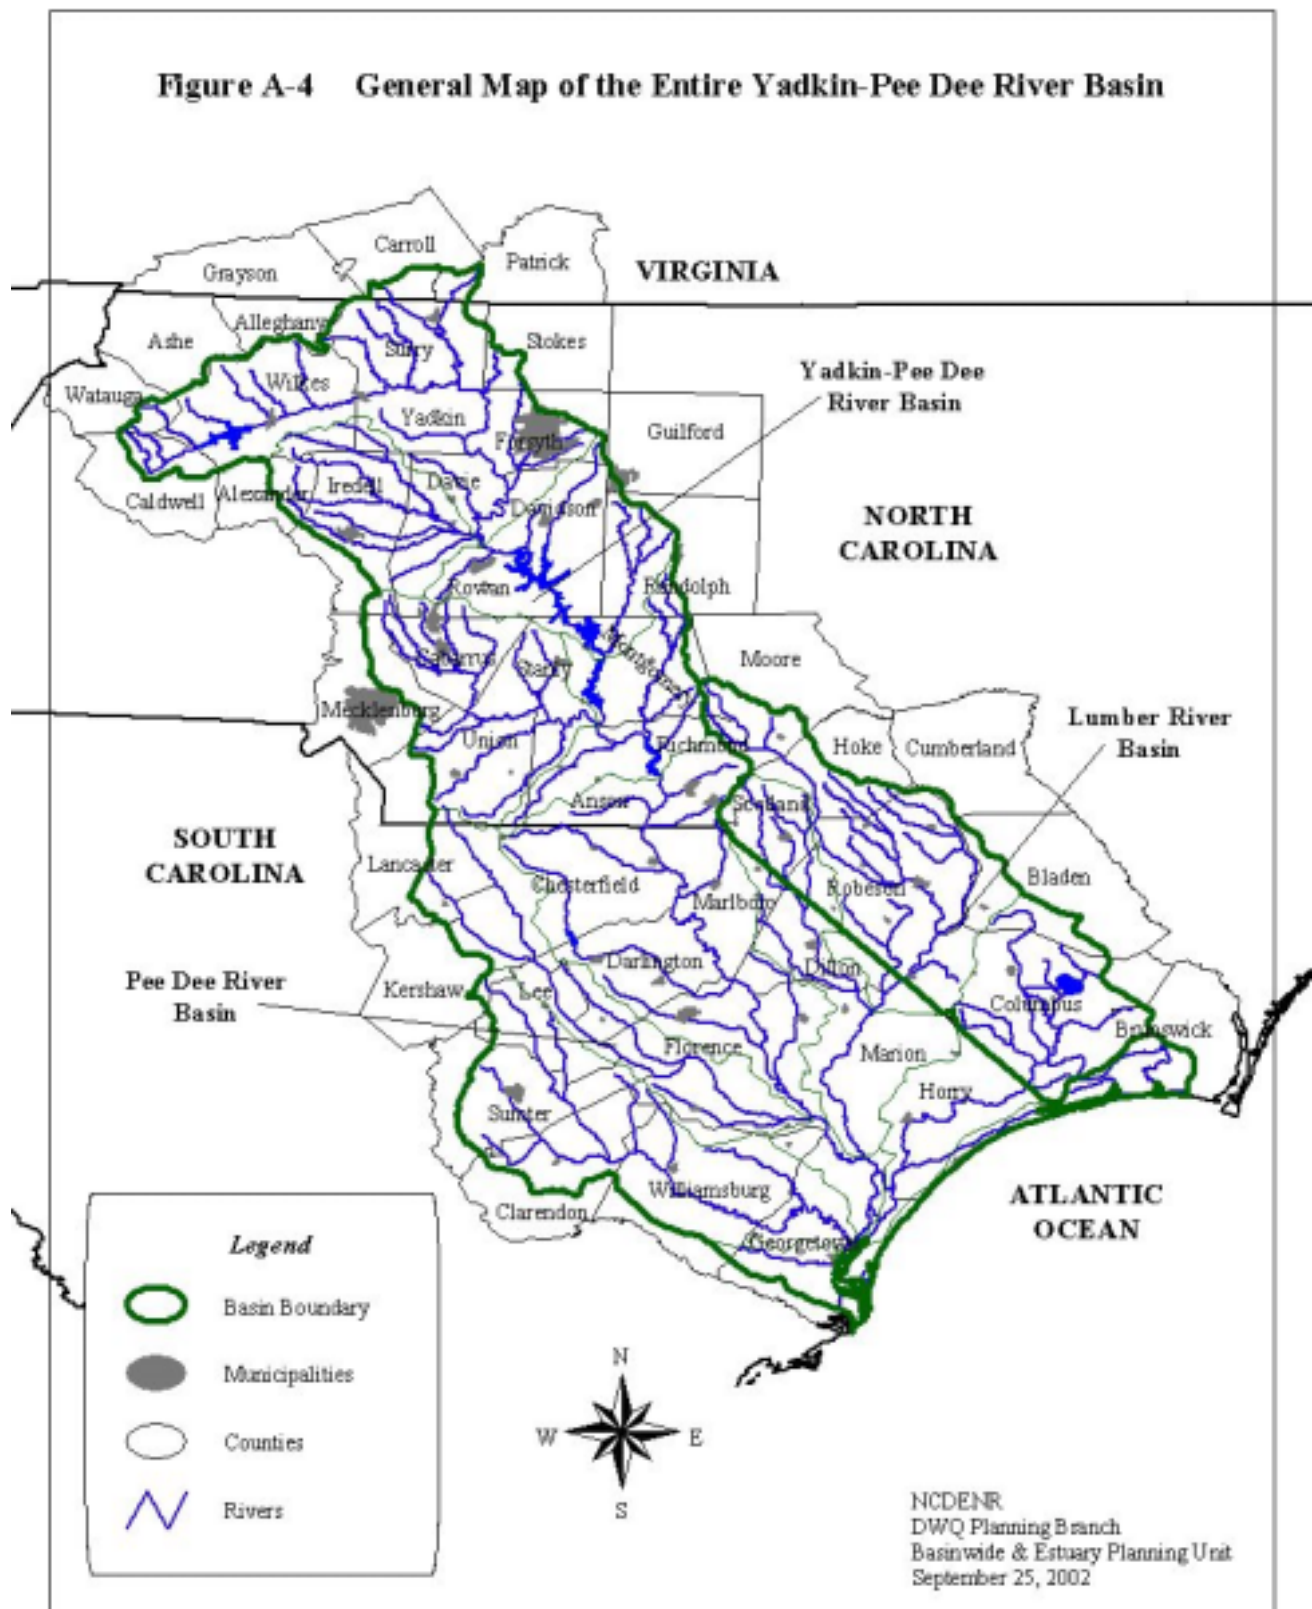 Figure A-4 General Map of the Entire Yadkin-Pee Dee River Basin
Carroll
Patrick
Grayson
VIRGINIA
Alleghany
Ashe
Surry
Stokes
Yadkin-Pee Dee
River Basin
Wilkes
Watauga
Yadkin
Forsyth
Guilford
Caldwell
Alexander
Iredell
Davie
Davidson
NORTH
CAROLINA
Rowan
Randolph
Cabarrus
Stanly
Montgomery
Moore
Mecklenburg
Union
Richmond
Hoke
Cumberland
Lumber River
Basin
Anson
Scotland
SOUTH
CAROLINA
Lancaster
Chesterfield
Marlboro
Robeson
Bladen
Pee Dee River
Basin
Kershaw
Lee
Darlington
Dillon
Columbus
Brunswick
Florence
Marion
Horry
Sumter
Clarendon
Williamsburg
Georgetown
ATLANTIC
OCEAN
Legend
Basin Boundary
Municipalities
Counties
Rivers
N
W E
S
NCDENR
DWQ Planning Branch
Basinwide & Estuary Planning Unit
September 25, 2002